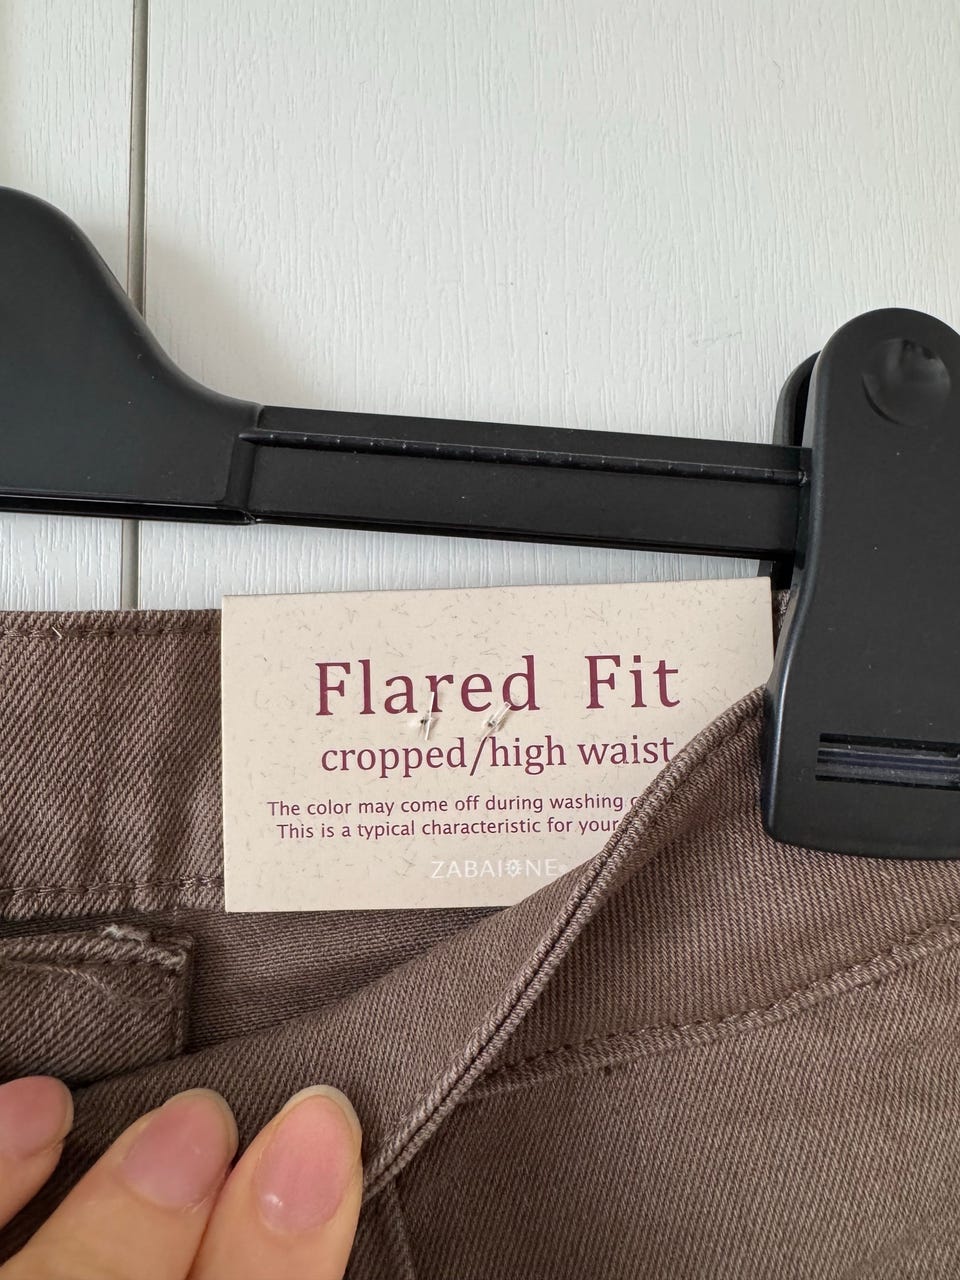 Flared Fit
cropped/high waist
The color may come off during washing
This is a typical characteristic for your
ZABAIONE